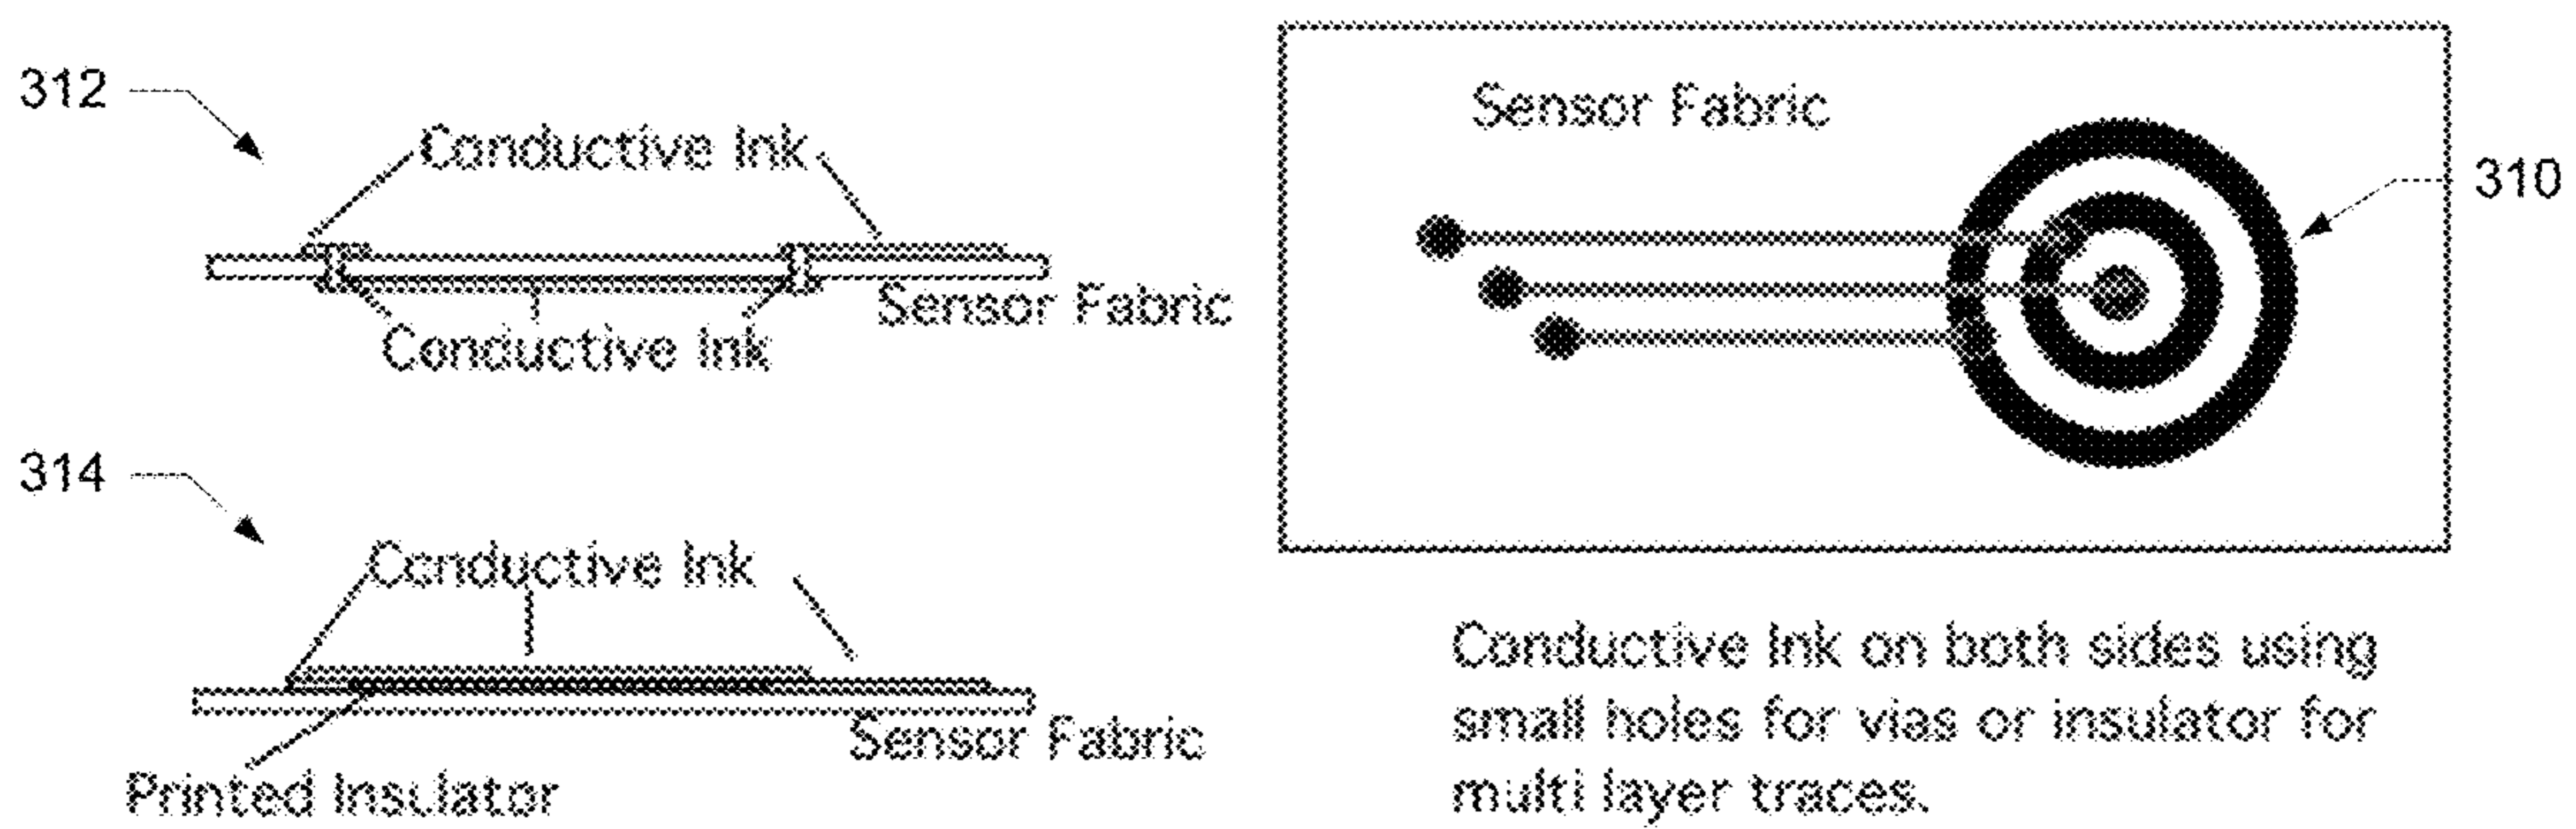 312
Conductive Ink
Sensor Fabric
Conductive Ink
314
Conductive Ink
Sensor Fabric
Printed Insulator
Sensor Fabric
310
Conductive Ink on both sides using
small holes for vias or insulator for
multi layer traces.